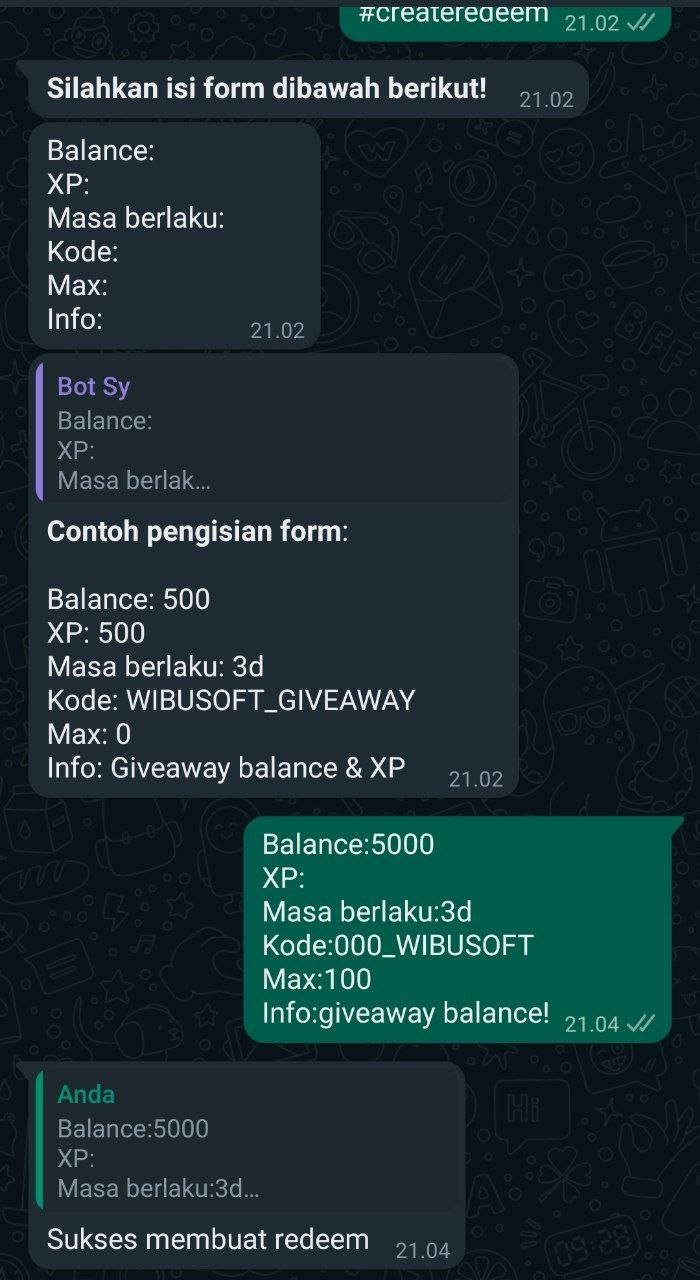 #createredeem 21.02
Silahkan isi form dibawah berikut! 21.02
Balance:
XP:
Masa berlaku:
Kode:
Max:
Info: 21.02
Bot Sy
Balance:
XP:
Masa berlak...
Contoh pengisian form:
Balance: 500
XP: 500
Masa berlaku: 3d
Kode: WIBUSOFT_GIVEAWAY
Max: 0
Info: Giveaway balance & XP 21.02
Balance:5000
XP:
Masa berlaku:3d
Kode:000_WIBUSOFT
Max:100
Info:giveaway balance! 21.04
Anda
Balance:5000
XP:
Masa berlaku:3d...
Sukses membuat redeem 21.04